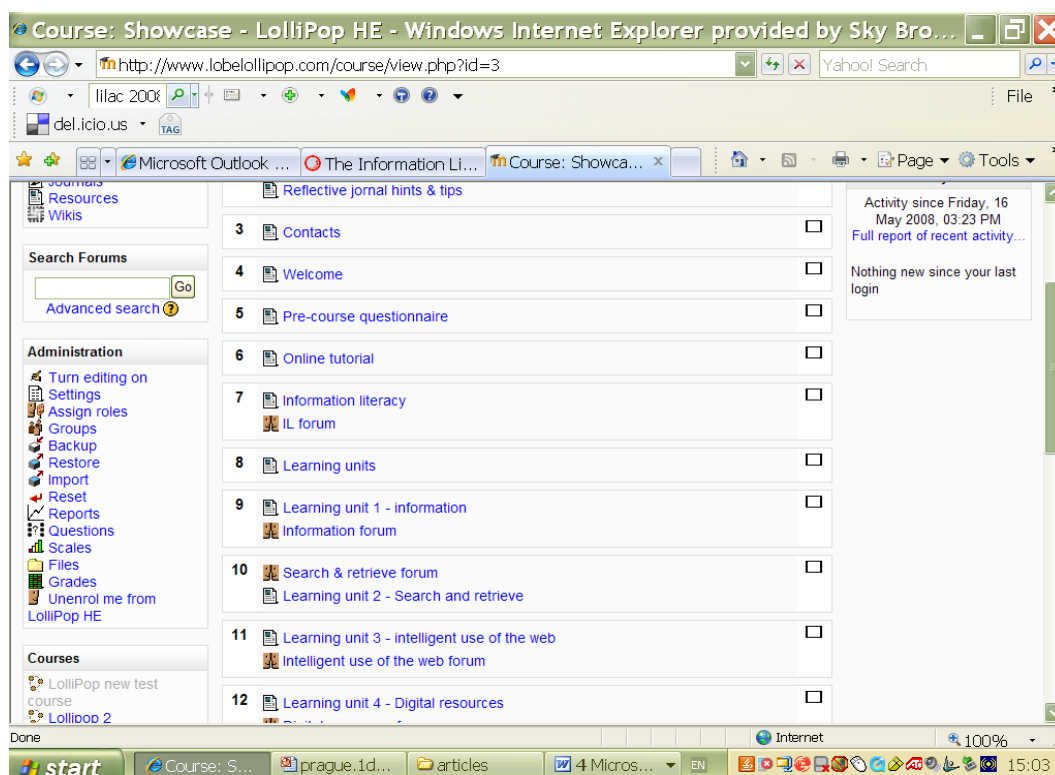 Course: Showcase - LolliPop HE - Windows Internet Explorer provided by Sky Bro...
http://www.lobelollipop.com/course/view.php?id=3
Yahoo! Search
lilac 2008
File
del.icio.us
TAG
Microsoft Outlook ...
The Information Li...
Course: Showca...
Page
Tools
Journals
Resources
Wikis
Search Forums
Go
Advanced search
Administration
Turn editing on
Settings
Assign roles
Groups
Backup
Restore
Import
Reset
Reports
Questions
Scales
Files
Grades
Unenrol me from
LolliPop HE
Courses
LolliPop new test
course
Lollipop 2
Reflective jornal hints & tips
3 Contacts
4 Welcome
5 Pre-course questionnaire
6 Online tutorial
7 Information literacy
IL forum
8 Learning units
9 Learning unit 1 - information
Information forum
10 Search & retrieve forum
Learning unit 2 - Search and retrieve
11 Learning unit 3 - intelligent use of the web
Intelligent use of the web forum
12 Learning unit 4 - Digital resources
Activity since Friday, 16
May 2008, 03:23 PM
Full report of recent activity...
Nothing new since your last
login
Done
Internet
100%
start
Course: S...
prague.1d...
articles
4 Micros...
EN
15:03